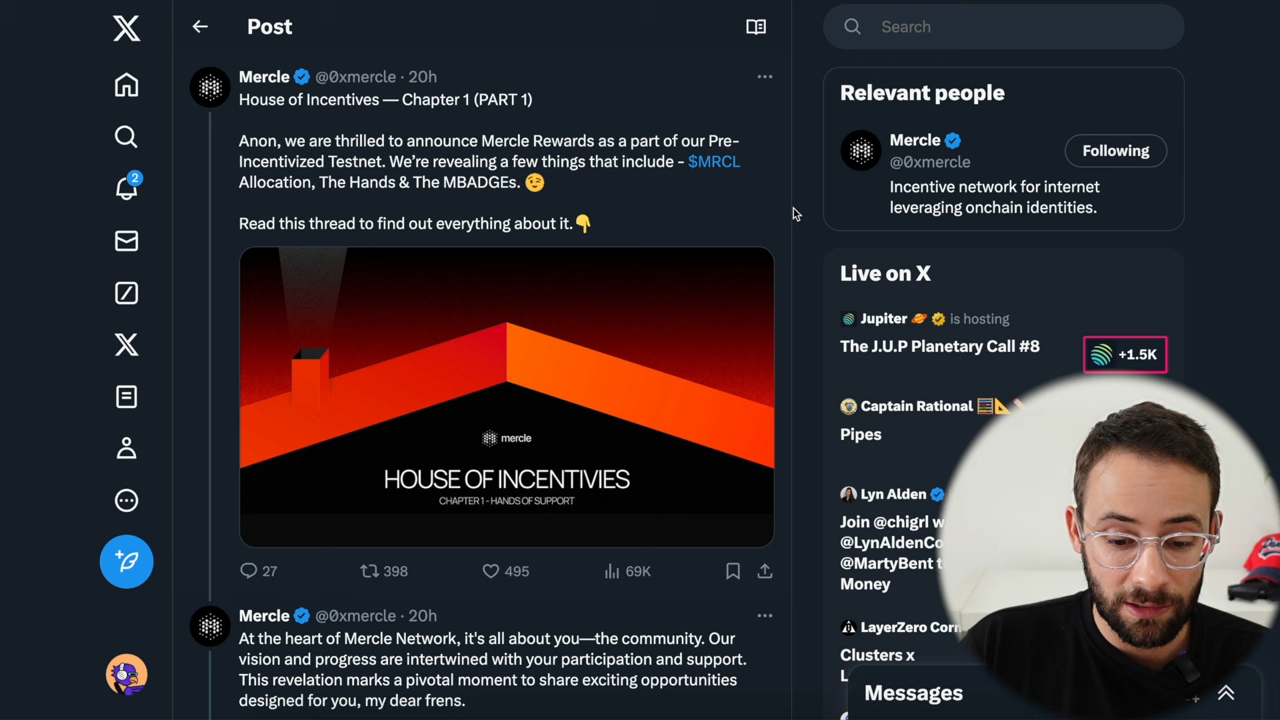 Post
Search
Mercle @0xmercle · 20h
House of Incentives — Chapter 1 (PART 1)
Anon, we are thrilled to announce Mercle Rewards as a part of our Pre-
Incentivized Testnet. We're revealing a few things that include - $MRCL
Allocation, The Hands & The MBADGEs. 😉
Read this thread to find out everything about it.👇
mercle
HOUSE OF INCENTIVIES
CHAPTER 1 - HANDS OF SUPPORT
27 398 495 69K
Mercle @0xmercle · 20h
At the heart of Mercle Network, it's all about you—the community. Our
vision and progress are intertwined with your participation and support.
This revelation marks a pivotal moment to share exciting opportunities
designed for you, my dear frens.
2
Relevant people
Mercle
@0xmercle
Following
Incentive network for internet
leveraging onchain identities.
Live on X
Jupiter 🪐 is hosting
The J.U.P Planetary Call #8
+1.5K
Captain Rational
Pipes
Lyn Alden
Join @chigrl
@LynAldenCo
@MartyBent
Money
LayerZero
Clusters x
Messages